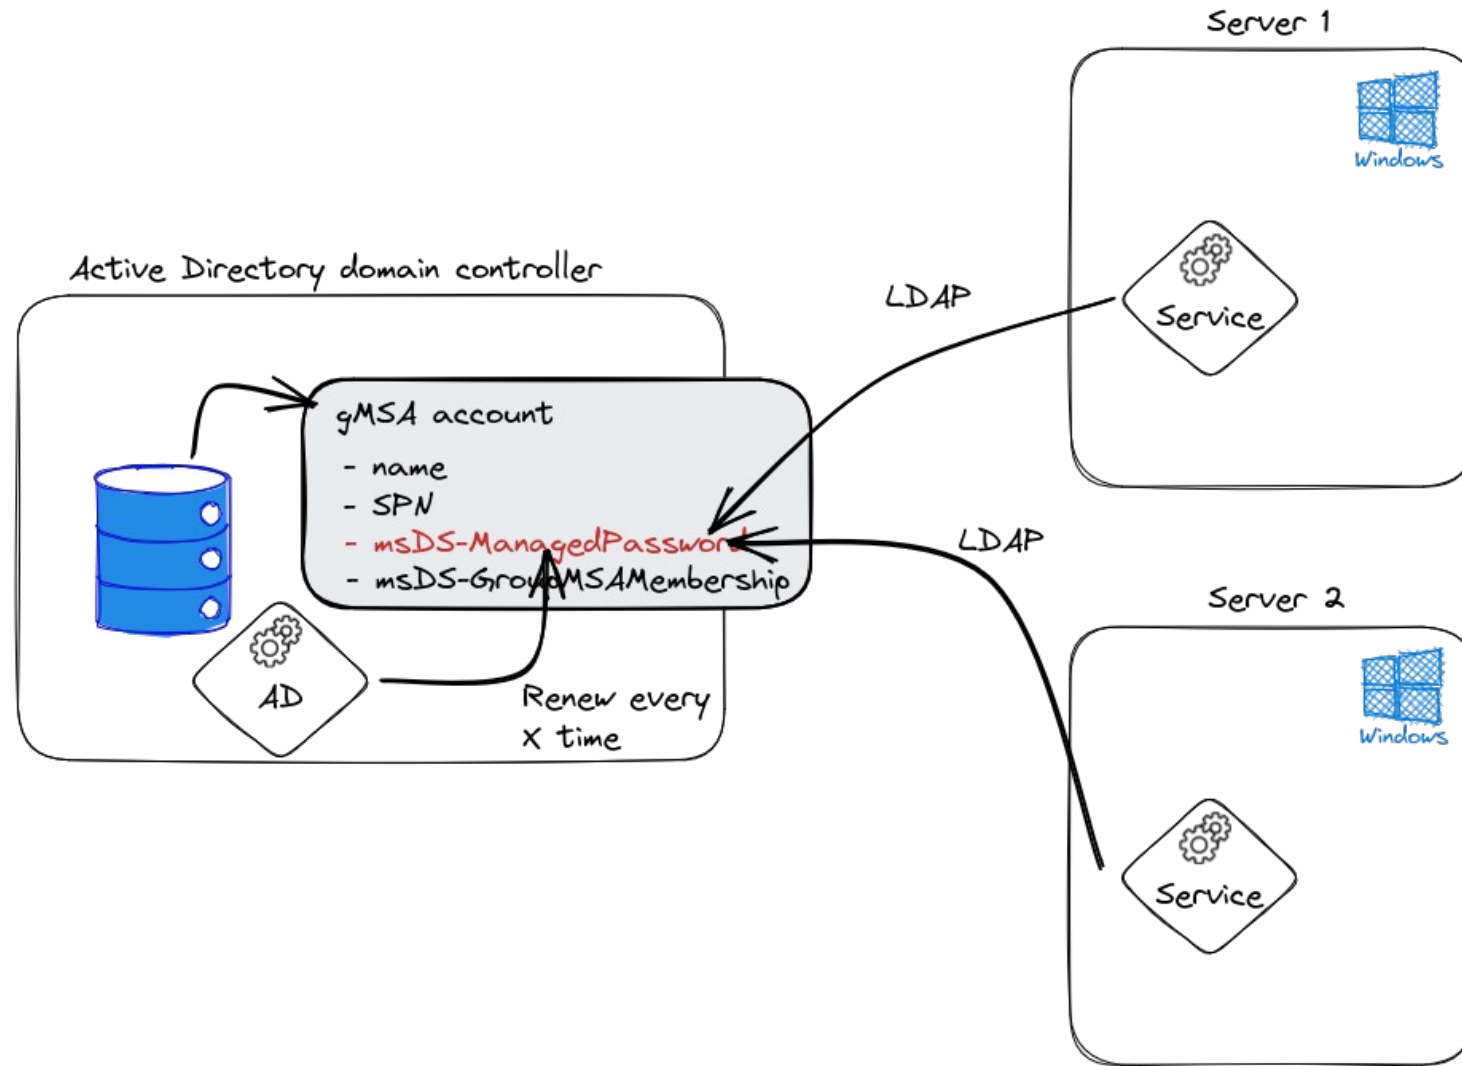 Server 1
Windows
Service
LDAP
Active Directory domain controller
gMSA account
- name
- SPN
- msDS-ManagedPassword
- msDS-GroupMSAMembership
AD
Renew every
X time
LDAP
Server 2
Windows
Service